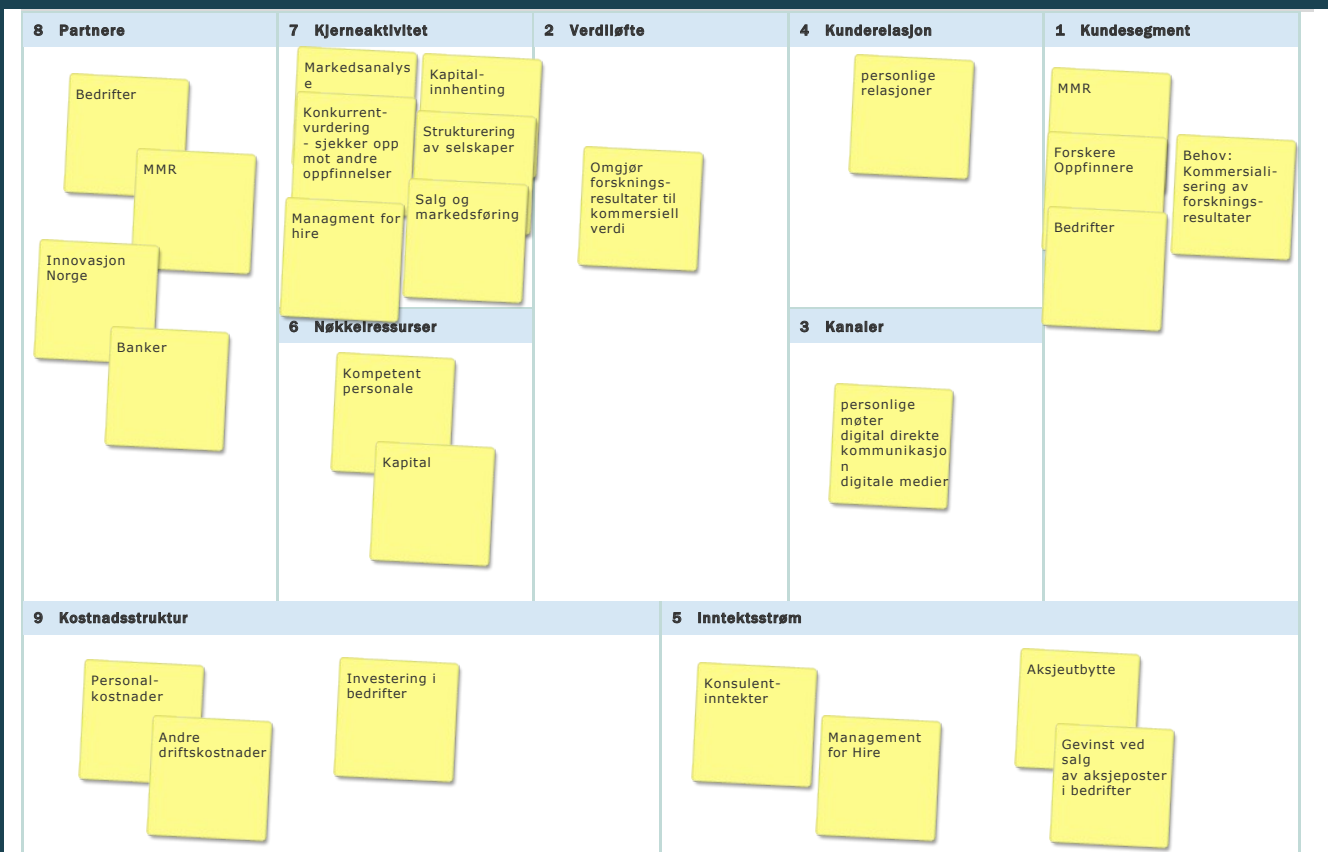 8 Partnere
Bedrifter
MMR
Innovasjon
Norge
Banker
7 Kjerneaktivitet
Markedsanalys
e
Kapital-
innhenting
Konkurrent-
vurdering
- sjekker opp
mot andre
oppfinnelser
Strukturering
av selskaper
Managment for
hire
Salg og
markedsføring
6 Nøkkelressurser
Kompetent
personale
Kapital
2 Verdiløfte
Omgjør
forsknings-
resultater til
kommersiell
verdi
4 Kunderelasjon
personlige
relasjoner
3 Kanaler
personlige
møter
digital direkte
kommunikasjo
n
digitale medier
1 Kundesegment
MMR
Forskere
Oppfinnere
Bedrifter
Behov:
Kommersiali-
sering av
forsknings-
resultater
9 Kostnadsstruktur
Personal-
kostnader
Andre
driftskostnader
Investering i
bedrifter
5 Inntektsstrøm
Konsulent-
inntekter
Management
for Hire
Aksjeutbytte
Gevinst ved
salg
av aksjeposter
i bedrifter